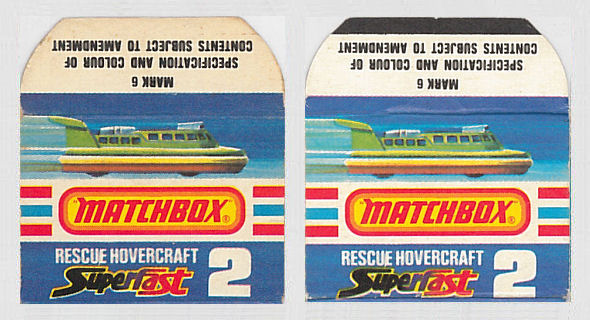 MARK 6
SPECIFICATION AND COLOUR OF
CONTENTS SUBJECT TO AMENDMENT
"MATCHBOX"®
RESCUE HOVERCRAFT
Superfast 2
MARK 6
SPECIFICATION AND COLOUR OF
CONTENTS SUBJECT TO AMENDMENT
"MATCHBOX"®
RESCUE HOVERCRAFT
Superfast 2